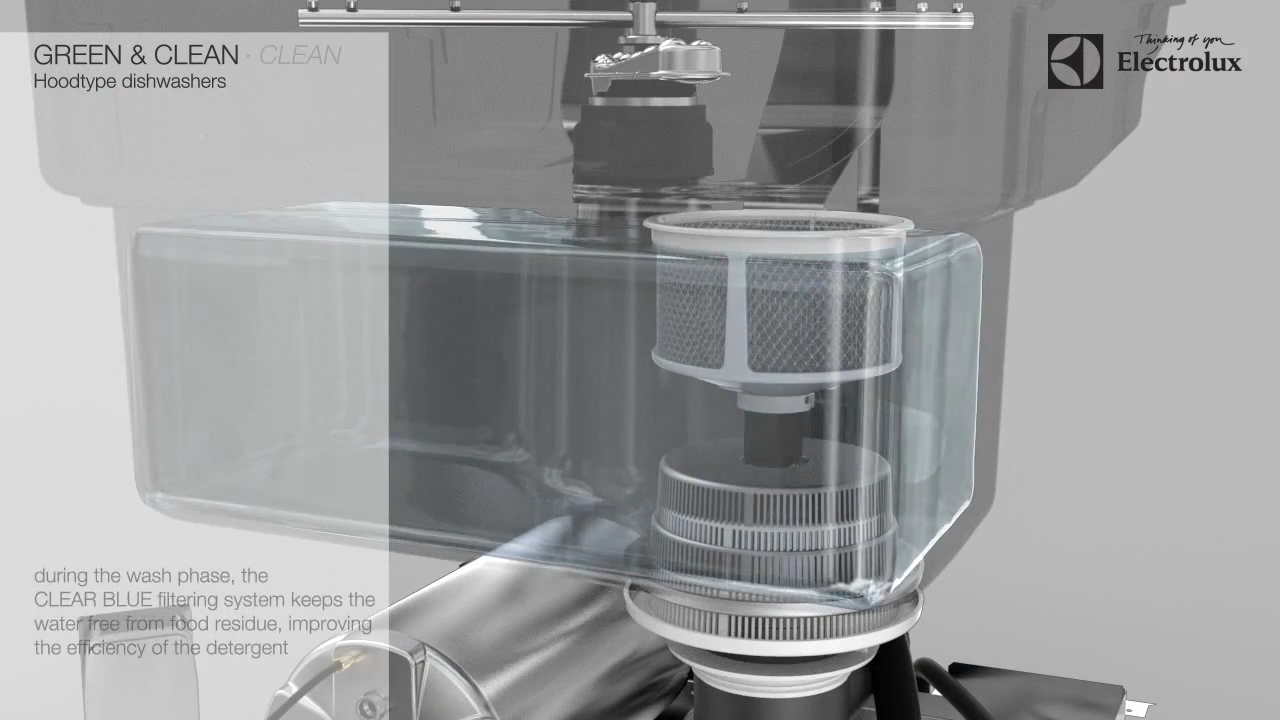 GREEN & CLEAN · CLEAN
Hoodtype dishwashers
Thinking of you
Electrolux
during the wash phase, the
CLEAR BLUE filtering system keeps the
water free from food residue, improving
the efficiency of the detergent